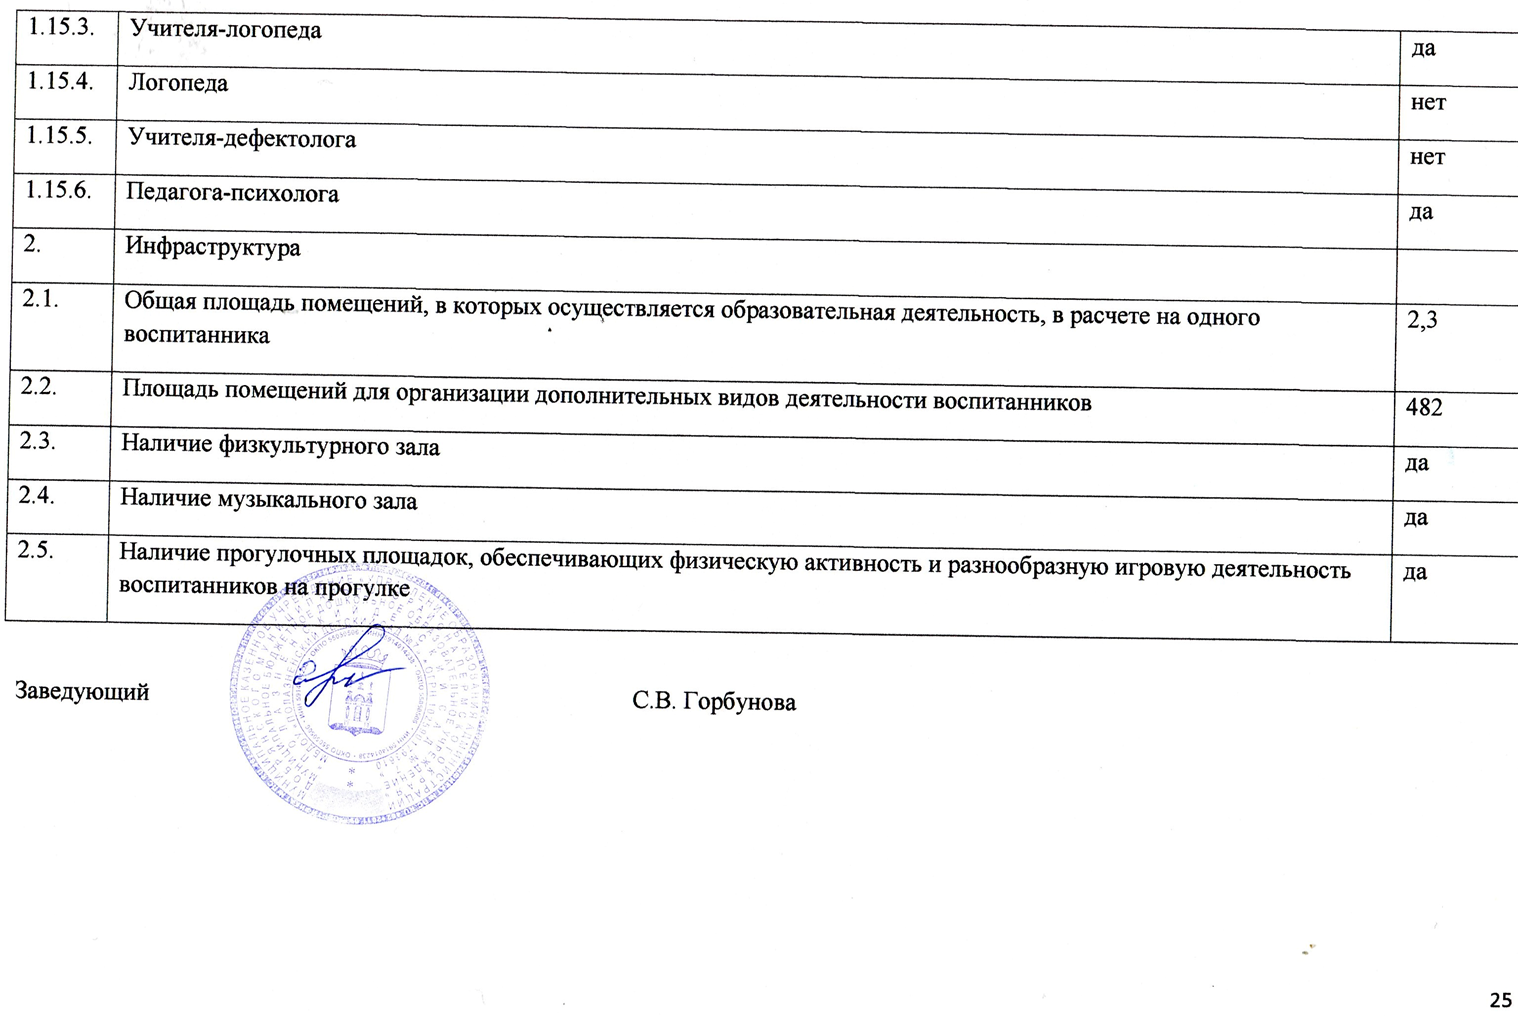 1.15.3. Учителя-логопеда да
1.15.4. Логопеда нет
1.15.5. Учителя-дефектолога нет
1.15.6. Педагога-психолога да
2. Инфраструктура
2.1. Общая площадь помещений, в которых осуществляется образовательная деятельность, в расчете на одного 2,3
воспитанника
2.2. Площадь помещений для организации дополнительных видов деятельности воспитанников 482
2.3. Наличие физкультурного зала да
2.4. Наличие музыкального зала да
2.5. Наличие прогулочных площадок, обеспечивающих физическую активность и разнообразную игровую деятельность да
воспитанников на прогулке
Заведующий С.В. Горбунова
25